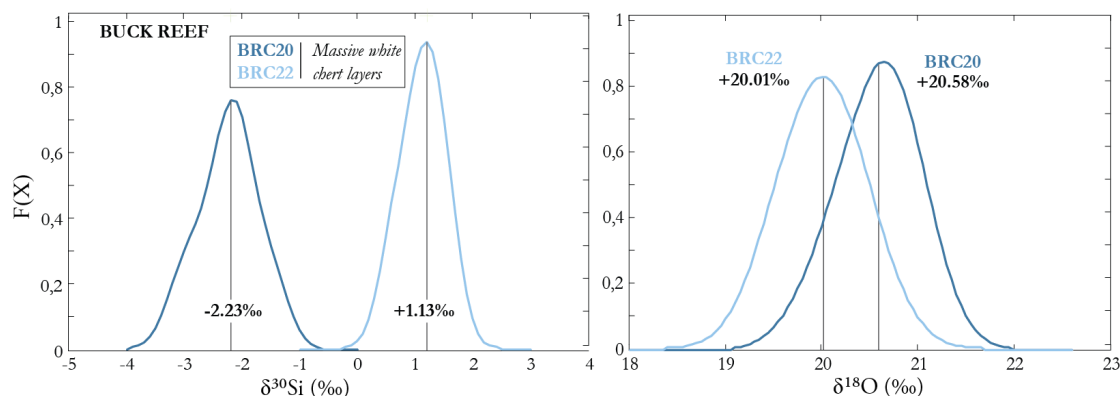 BUCK REEF
BRC20 Massive white
BRC22 chert layers
F(X)
1
0,8
0,6
0,4
0,2
0
-2.23‰
+1.13‰
-5 -4 -3 -2 -1 0 1 2 3 4
δ³⁰Si (‰)
BRC22
+20.01‰
BRC20
+20.58‰
1
0,8
0,6
0,4
0,2
0
18 19 20 21 22 23
δ¹⁸O (‰)